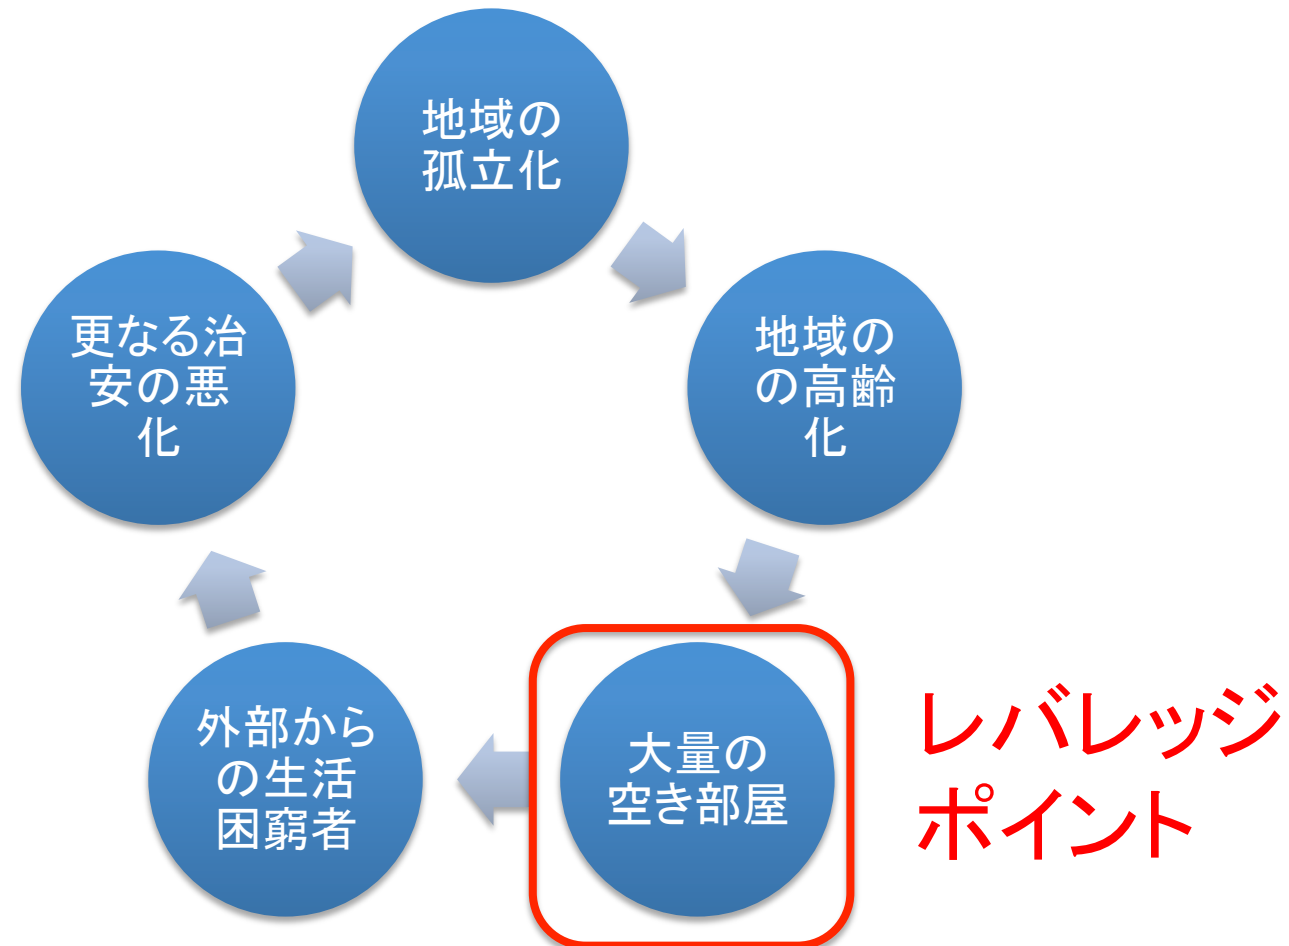 地域の
孤立化
地域の
の高齢
化
大量の
空き部屋
外部から
の生活
困窮者
更なる治
安の悪
化
レバレッジ
ポイント